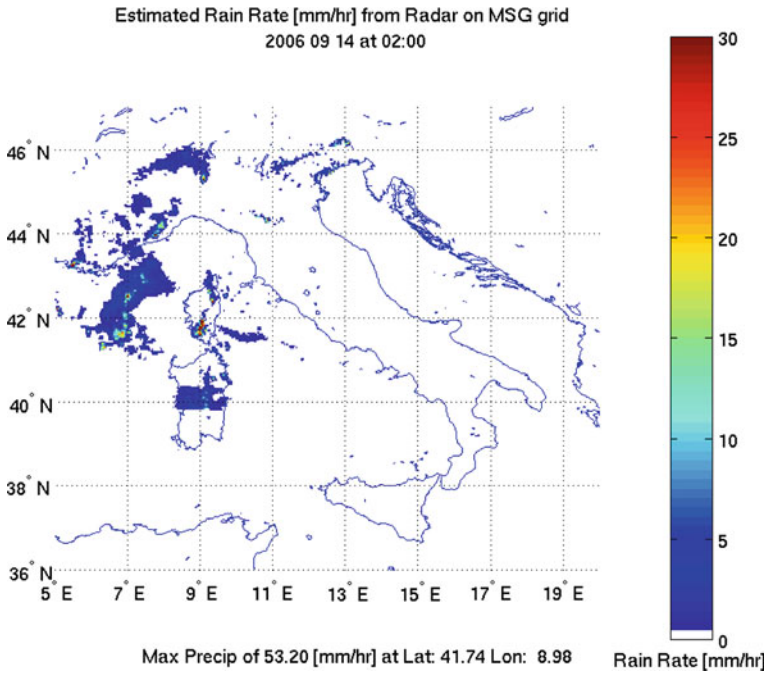 Estimated Rain Rate [mm/hr] from Radar on MSG grid
2006 09 14 at 02:00
30
25
20
15
10
5
0
46° N
44° N
42° N
40° N
38° N
36° N
5° E 7° E 9° E 11° E 13° E 15° E 17° E 19° E
Max Precip of 53.20 [mm/hr] at Lat: 41.74 Lon: 8.98
Rain Rate [mm/hr]